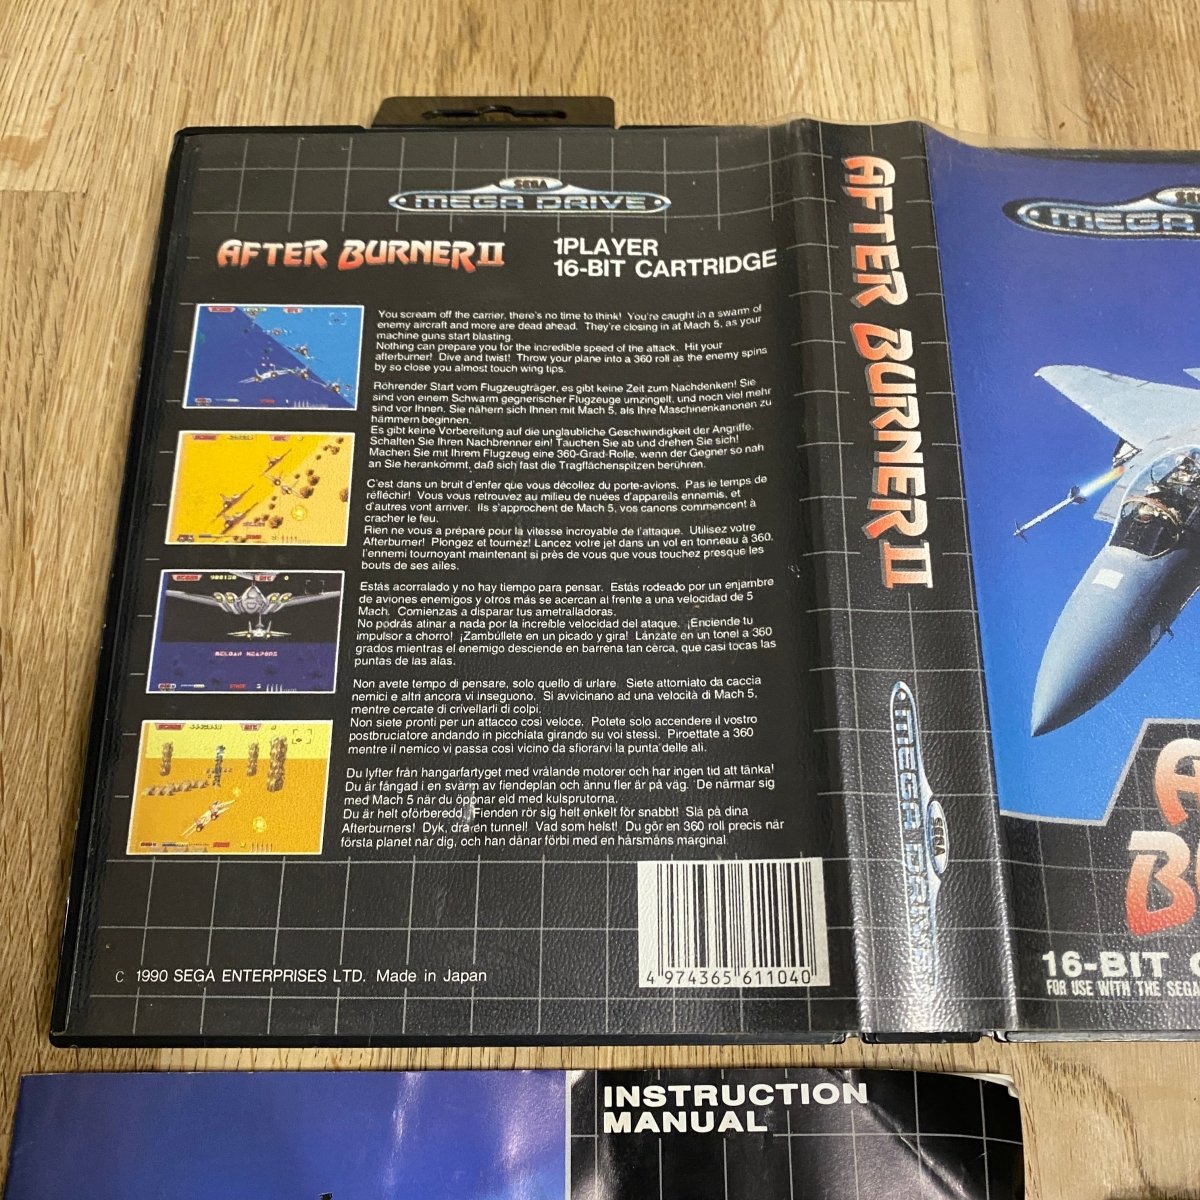 SEGA
MEGA DRIVE
AFTER BURNER II
1PLAYER
16-BIT CARTRIDGE
You scream off the carrier, there's no time to think! You're caught in a swarm of
enemy aircraft and more are dead ahead. They're closing in at Mach 5, as your
machine guns start blasting.
Nothing can prepare you for the incredible speed of the attack. Hit your
afterburner! Dive and twist! Throw your plane into a 360 roll as the enemy spins
by so close you almost touch wing tips.
Röhrender Start vom Flugzeugträger, es gibt keine Zeit zum Nachdenken! Sie
sind von einem Schwarm gegnerischer Flugzeuge umzingelt, und noch viel mehr
sind vor Ihnen. Sie nähern sich Ihnen mit Mach 5, als Ihre Maschinenkanonen zu
hämmern beginnen.
Es gibt keine Vorbereitung auf die unglaubliche Geschwindigkeit der Angriffe.
Schalten Sie Ihren Nachbrenner ein! Tauchen Sie ab und drehen Sie sich!
Machen Sie mit Ihrem Flugzeug eine 360-Grad-Rolle, wenn der Gegner so nah
an Sie herankommt, daß sich fast die Tragflächenspitzen berühren.
C'est dans un bruit d'enfer que vous décollez du porte-avions. Pas le temps de
réfléchir! Vous vous retrouvez au milieu de nuées d'appareils ennemis, et
d'autres vont arriver. Ils s'approchent de Mach 5, vos canons commencent à
cracher le feu.
Rien ne vous a préparé pour la vitesse incroyable de l'attaque. Utilisez votre
Afterburner! Plongez et tournez! Lancez votre jet dans un vol en tonneau à 360.
l'ennemi tournoyant maintenant si près de vous que vous touchez presque les
bouts de ses ailes.
Estás acorralado y no hay tiempo para pensar. Estás rodeado por un enjambre
de aviones enemigos y otros más se acercan al frente a una velocidad de 5
Mach. Comienzas a disparar tus ametralladoras.
No podrás atinar a nada por la increíble velocidad del ataque. ¡Enciende tu
impulsor a chorro! ¡Zambúllete en un picado y gira! Lánzate en un tonel a 360
grados mientras el enemigo desciende en barrena tan cerca, que casi tocas las
puntas de las alas.
Non avete tempo di pensare, solo quello di urlare. Siete attorniato da caccia
nemici e altri ancora vi inseguono. Si avvicinano ad una velocità di Mach 5,
mentre cercate di crivellarli di colpi.
Non siete pronti per un attacco così veloce. Potete solo accendere il vostro
postbruciatore andando in picchiata girando su voi stessi. Piroettate a 360
mentre il nemico vi passa così vicino da sfiorarvi la punta delle ali.
Du lyfter från hangarfartyget med vrålande motorer och har ingen tid att tänka!
Du är fångad i en svärm av fiendeplan och ännu fler är på väg. De närmar sig
med Mach 5 når du öppnar eld med kulsprutorna.
Du är helt oförberedd. Fienden rör sig helt enkelt för snabbt! Slå på dina
Afterburners! Dyk, dra en tunnel! Vad som helst! Du gör en 360 roll precis när
första planet når dig, och han dånar förbi med en hårsmåns marginal.
RELOAD WEAPONS
4 974365 611040
C 1990 SEGA ENTERPRISES LTD. Made in Japan
AFTER BURNER II
SEGA
MEGA DRIVE
MEGA
16-BIT
FOR USE WITH THE SEGA
INSTRUCTION
MANUAL